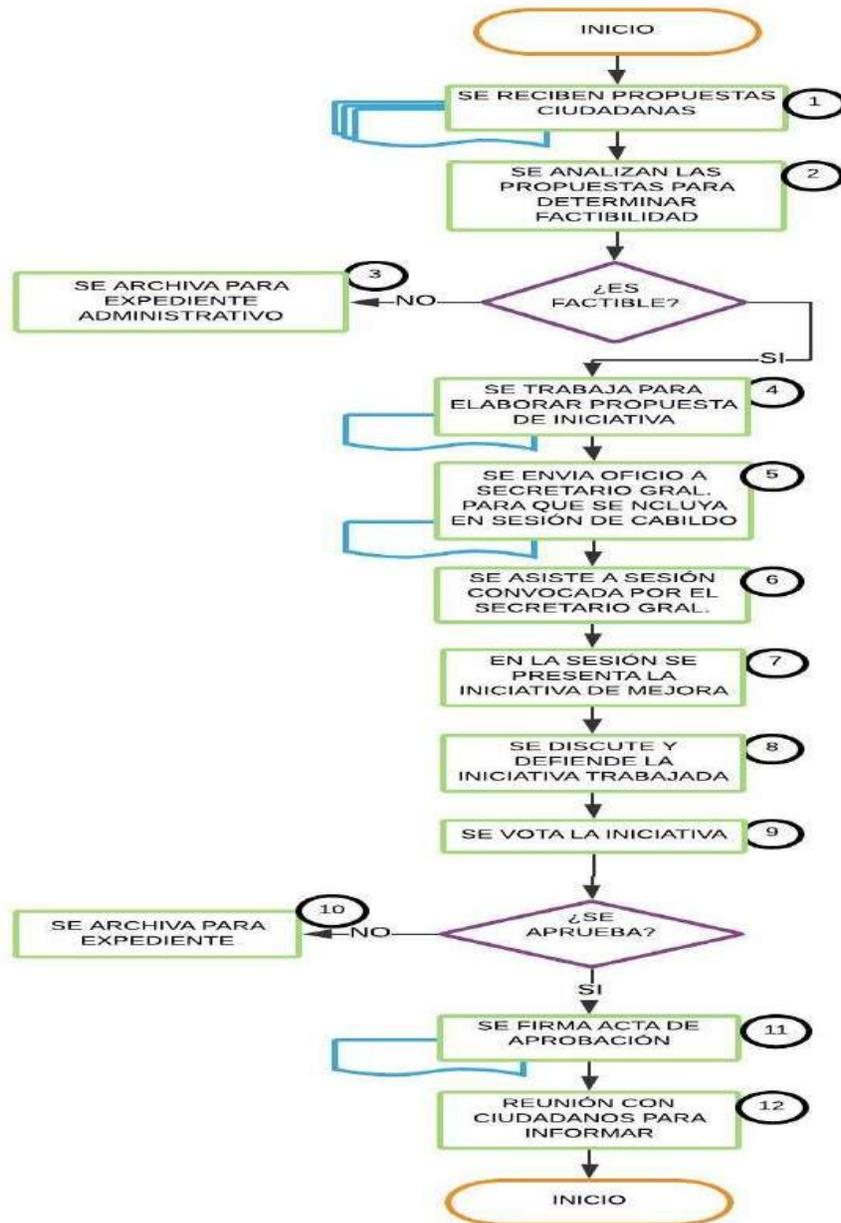 INICIO
SE RECIBEN PROPUESTAS
CIUDADANAS
1
SE ANALIZAN LAS
PROPUESTAS PARA
DETERMINAR
FACTIBILIDAD
2
¿ES
FACTIBLE?
NO
SE ARCHIVA PARA
EXPEDIENTE
ADMINISTRATIVO
3
SI
SE TRABAJA PARA
ELABORAR PROPUESTA
DE INICIATIVA
4
SE ENVIA OFICIO A
SECRETARIO GRAL.
PARA QUE SE NCLUYA
EN SESIÓN DE CABILDO
5
SE ASISTE A SESIÓN
CONVOCADA POR EL
SECRETARIO GRAL.
6
EN LA SESIÓN SE
PRESENTA LA
INICIATIVA DE MEJORA
7
SE DISCUTE Y
DEFIENDE LA
INICIATIVA TRABAJADA
8
SE VOTA LA INICIATIVA
9
¿SE
APRUEBA?
NO
SE ARCHIVA PARA
EXPEDIENTE
10
SI
SE FIRMA ACTA DE
APROBACIÓN
11
REUNIÓN CON
CIUDADANOS PARA
INFORMAR
12
INICIO